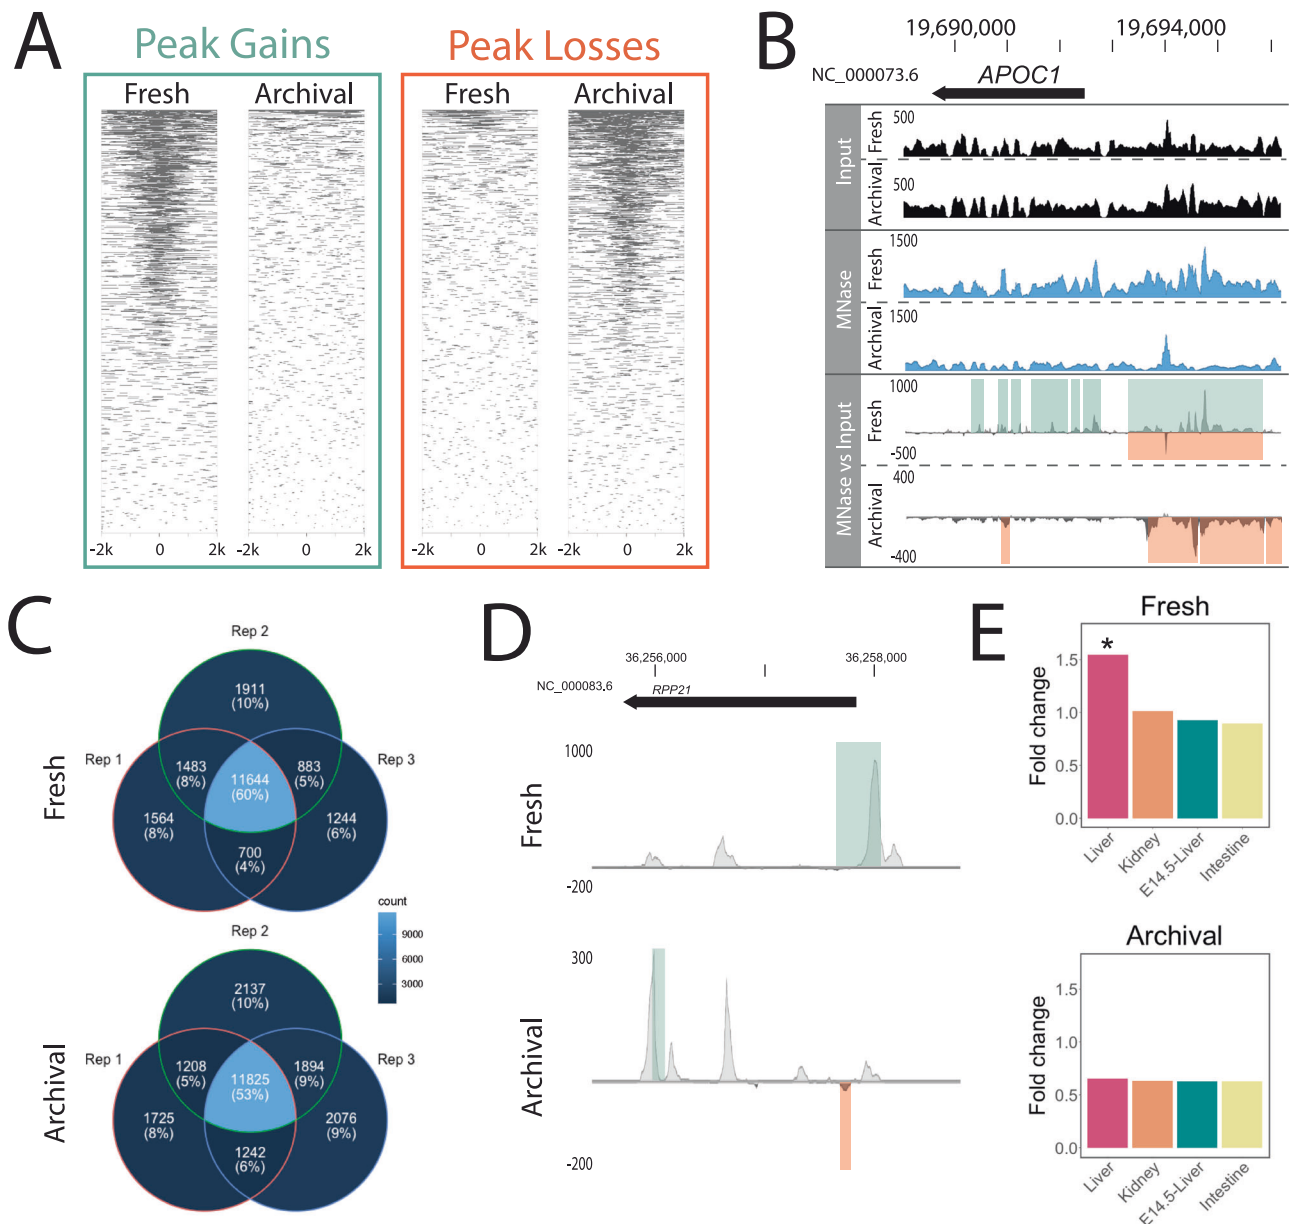 A
Peak Gains
Peak Losses
Fresh
Archival
Fresh
Archival
-2k 0 2k
-2k 0 2k
-2k 0 2k
-2k 0 2k
B
19,690,000
19,694,000
NC_000073.6
APOC1
Input
Fresh
500
Archival
500
MNase
Fresh
1500
Archival
1500
MNase vs Input
Fresh
1000
-500
Archival
400
-400
C
Fresh
Rep 2
1911
(10%)
Rep 1
Rep 3
1483
(8%)
883
(5%)
11644
(60%)
1564
(8%)
1244
(6%)
700
(4%)
count
9000
6000
3000
Archival
Rep 2
2137
(10%)
Rep 1
Rep 3
1208
(5%)
1894
(9%)
11825
(53%)
1725
(8%)
2076
(9%)
1242
(6%)
D
36,256,000
36,258,000
NC_000083.6
RPP21
Fresh
1000
-200
Archival
300
-200
E
Fresh
Fold change
1.5
1.0
0.5
0.0
*
Liver
Kidney
E14.5-Liver
Intestine
Archival
Fold change
1.5
1.0
0.5
0.0
Liver
Kidney
E14.5-Liver
Intestine